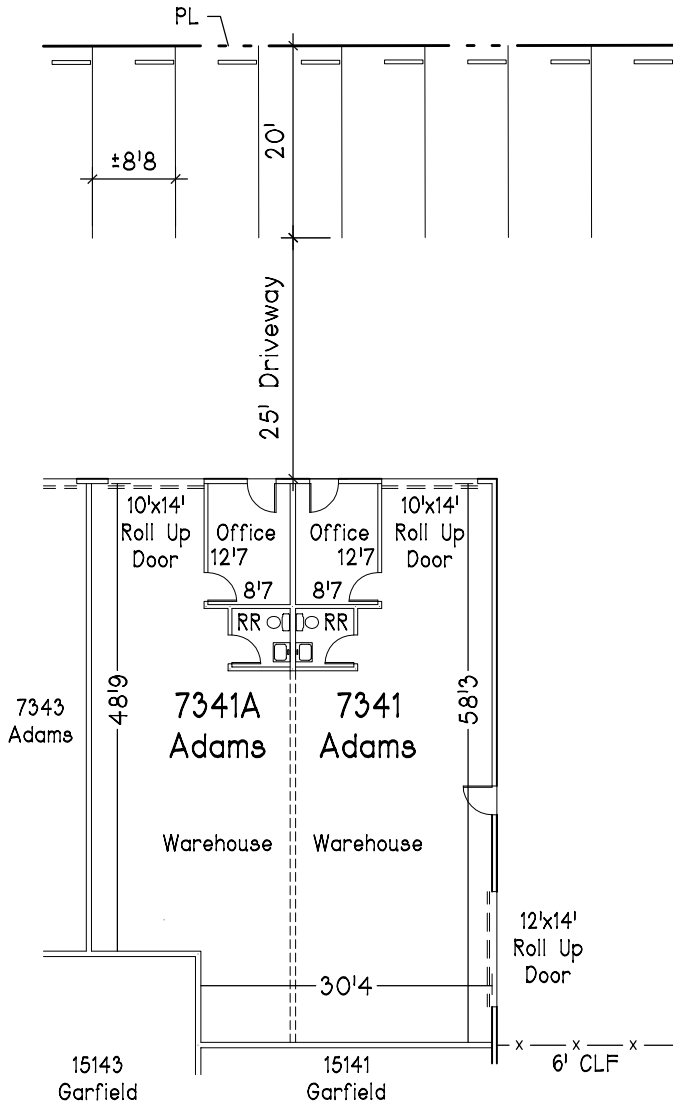 PL
±8'8
20'
25' Driveway
10'x14'
Roll Up
Door
Office
12'7
8'7
Office
12'7
8'7
10'x14'
Roll Up
Door
RR
RR
7343
Adams
48'9
7341A
Adams
7341
Adams
58'3
Warehouse
Warehouse
12'x14'
Roll Up
Door
30'4
x x x
6' CLF
15143
Garfield
15141
Garfield